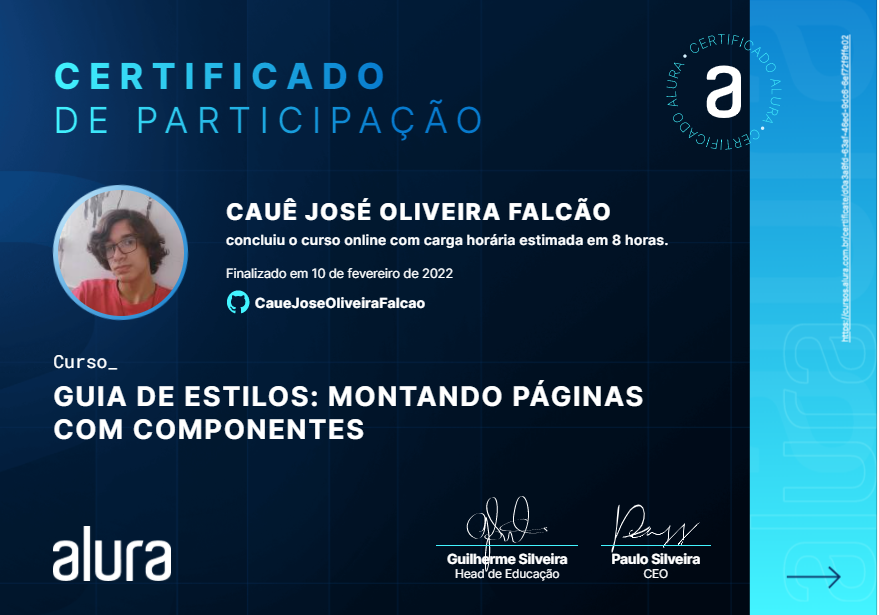 CERTIFICADO
DE PARTICIPAÇÃO
CERTIFICADO ALURA • CERTIFICADO ALURA •
a
CAUÊ JOSÉ OLIVEIRA FALCÃO
concluiu o curso online com carga horária estimada em 8 horas.
Finalizado em 10 de fevereiro de 2022
CaueJoseOliveiraFalcao
Curso_
GUIA DE ESTILOS: MONTANDO PÁGINAS
COM COMPONENTES
alura
Guilherme Silveira
Head de Educação
Paulo Silveira
CEO
alura